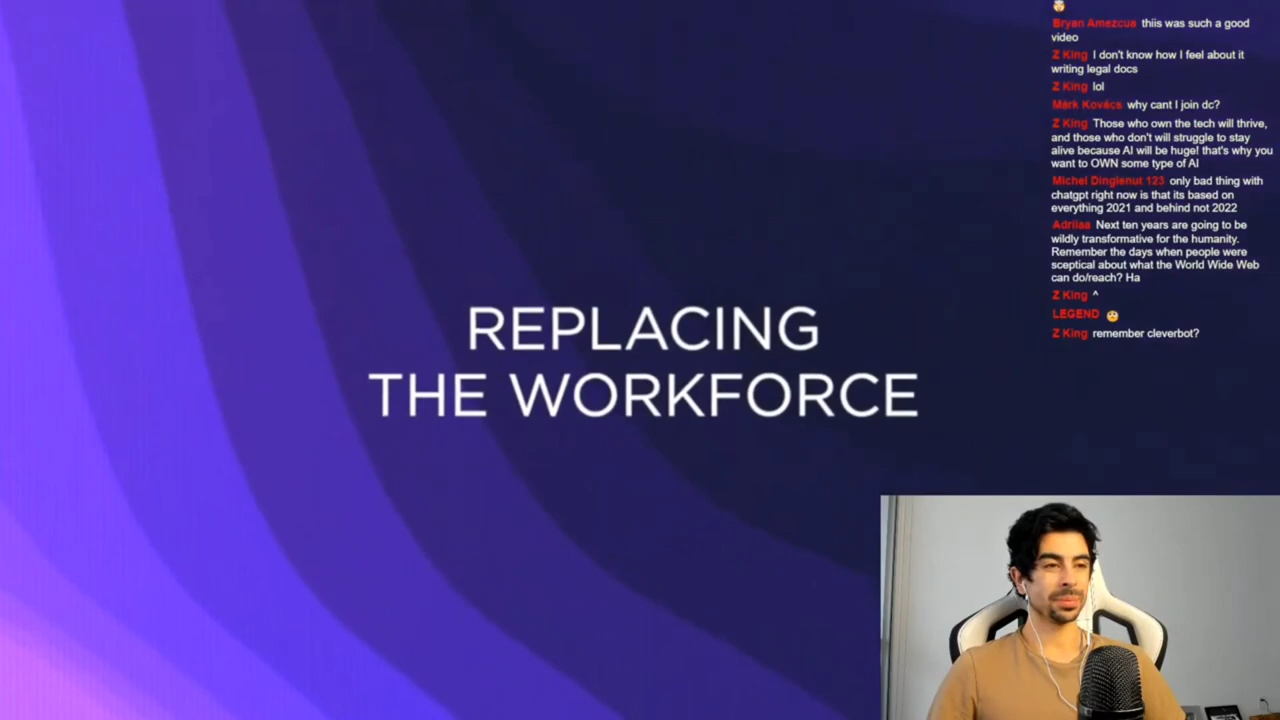 REPLACING
THE WORKFORCE
Bryan Amezcua thiis was such a good
video
Z King I don't know how I feel about it
writing legal docs
Z King lol
Márk Kovács why cant I join dc?
Z King Those who own the tech will thrive,
and those who don't will struggle to stay
alive because AI will be huge! that's why you
want to OWN some type of AI
Michel Dinglenut 123 only bad thing with
chatgpt right now is that its based on
everything 2021 and behind not 2022
Adriiaa Next ten years are going to be
wildly transformative for the humanity.
Remember the days when people were
sceptical about what the World Wide Web
can do/reach? Ha
Z King ^
LEGEND
Z King remember cleverbot?